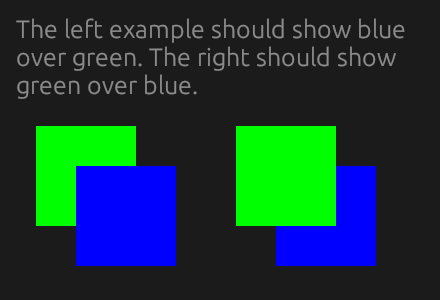 The left example should show blue
over green. The right should show
green over blue.